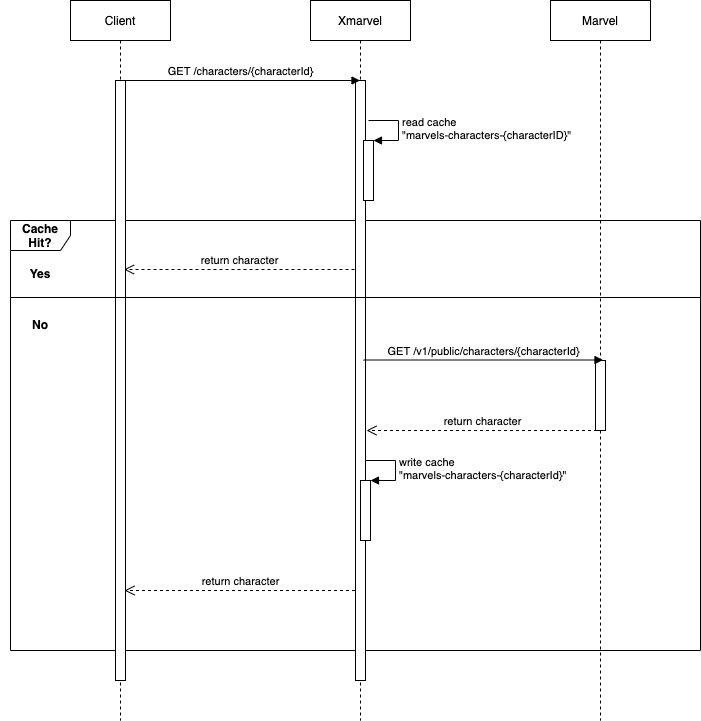 Client
Xmarvel
Marvel
GET /characters/{characterId}
read cache
"marvels-characters-{characterID}"
Cache
Hit?
return character
Yes
No
GET /v1/public/characters/{characterId}
return character
write cache
"marvels-characters-{characterId}"
return character